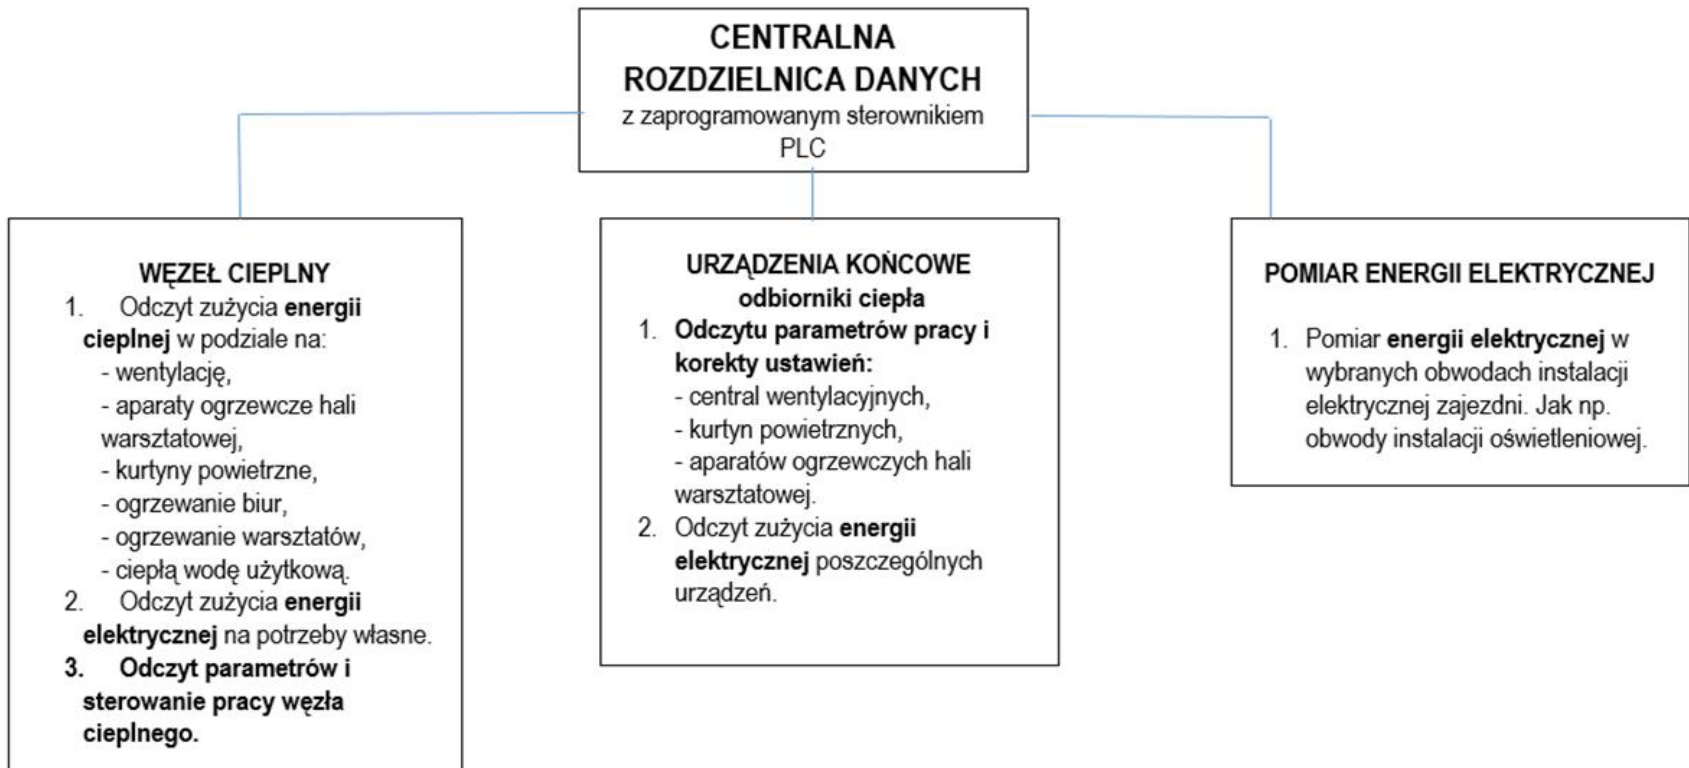 CENTRALNA
ROZDZIELNICA DANYCH
z zaprogramowanym sterownikiem
PLC
WĘZEŁ CIEPLNY
1. Odczyt zużycia energii
cieplnej w podziale na:
- wentylację,
- aparaty ogrzewcze hali
warsztatowej,
- kurtyny powietrzne,
- ogrzewanie biur,
- ogrzewanie warsztatów,
- ciepłą wodę użytkową.
2. Odczyt zużycia energii
elektrycznej na potrzeby własne.
3. Odczyt parametrów i
sterowanie pracy węzła
cieplnego.
URZĄDZENIA KOŃCOWE
odbiorniki ciepła
1. Odczytu parametrów pracy i
korekty ustawień:
- central wentylacyjnych,
- kurtyn powietrznych,
- aparatów ogrzewczych hali
warsztatowej.
2. Odczyt zużycia energii
elektrycznej poszczególnych
urządzeń.
POMIAR ENERGII ELEKTRYCZNEJ
1. Pomiar energii elektrycznej w
wybranych obwodach instalacji
elektrycznej zajezdni. Jak np.
obwody instalacji oświetleniowej.